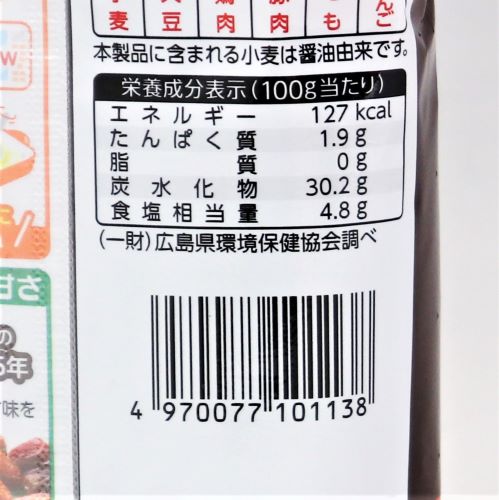 小麦 大豆 鶏肉 豚肉 もも りんご
本製品に含まれる小麦は醤油由来です。
栄養成分表示(100g当たり)
エネルギー 127 kcal
たんぱく質 1.9 g
脂質 0 g
炭水化物 30.2 g
食塩相当量 4.8 g
(一財)広島県環境保健協会調べ
甘さ
の
年
味を
4 970077 101138